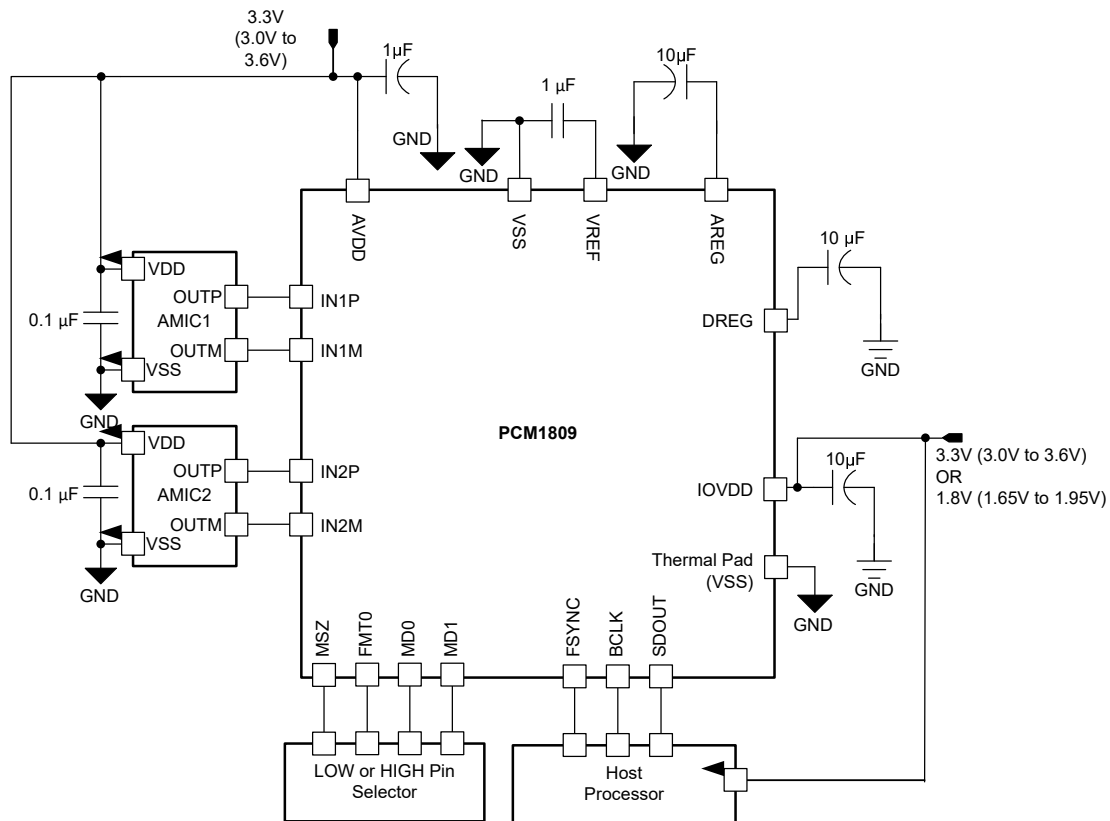 3.3V
(3.0V to
3.6V)
1µF
GND
1 µF
GND
10µF
GND
AVDD
VSS
VREF
AREG
VDD
OUTP
AMIC1
OUTM
VSS
0.1 µF
GND
IN1P
IN1M
VDD
OUTP
AMIC2
OUTM
VSS
0.1 µF
GND
IN2P
IN2M
PCM1809
DREG
10 µF
GND
IOVDD
10µF
GND
3.3V (3.0V to 3.6V)
OR
1.8V (1.65V to 1.95V)
Thermal Pad
(VSS)
GND
MSZ
FMT0
MD0
MD1
FSYNC
BCLK
SDOUT
LOW or HIGH Pin
Selector
Host
Processor